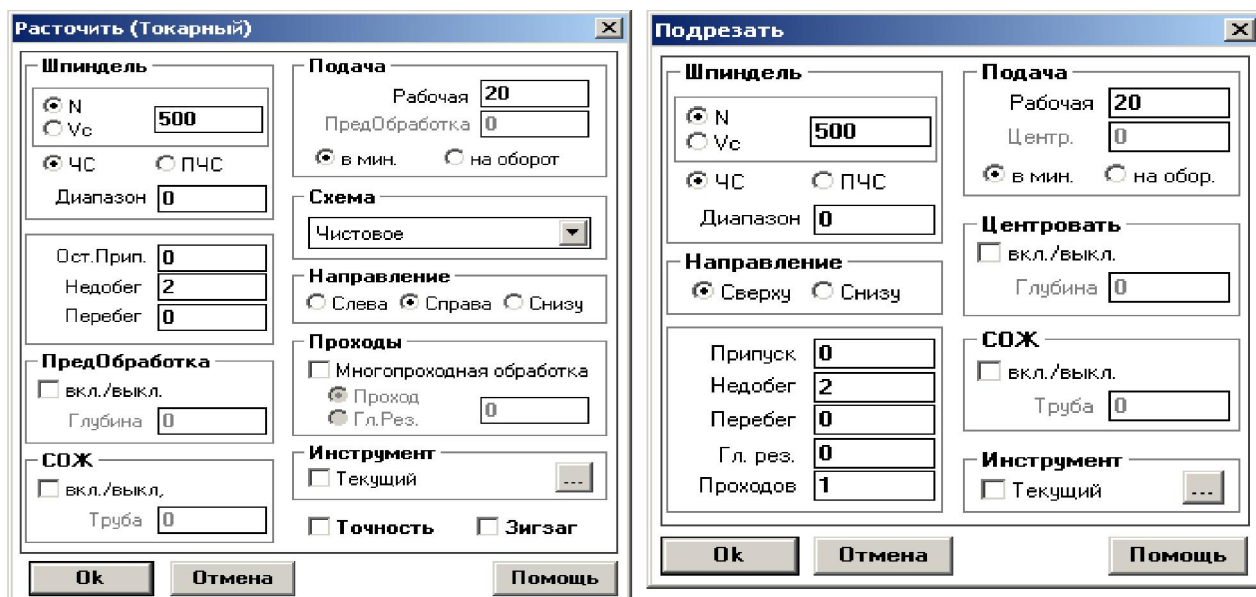 Расточить (Токарный)
Шпиндель
N
Vc
500
ЧС ПЧС
Диапазон 0
Ост.Прип. 0
Недобег 2
Перебег 0
ПредОбработка
вкл./выкл.
Глубина 0
СОЖ
вкл./выкл,
Труба 0
Подача
Рабочая 20
ПредОбработка 0
в мин. на оборот
Схема
Чистовое
Направление
Слева Справа Снизу
Проходы
Многопроходная обработка
Проход
Гл.Рез.
0
Инструмент
Текущий ...
Точность Зигзаг
Ok Отмена Помощь
Подрезать
Шпиндель
N
Vc
500
ЧС ПЧС
Диапазон 0
Направление
Сверху Снизу
Припуск 0
Недобег 2
Перебег 0
Гл. рез. 0
Проходов 1
Подача
Рабочая 20
Центр. 0
в мин. на обор.
Центровать
вкл./выкл.
Глубина 0
СОЖ
вкл./выкл.
Труба 0
Инструмент
Текущий ...
Ok Отмена Помощь